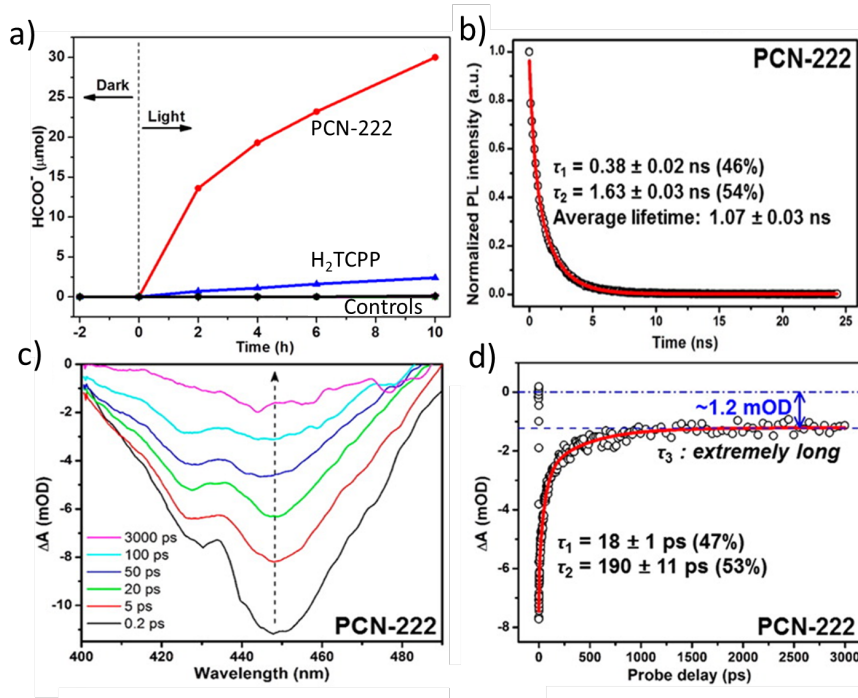 a)
30
25
20
15
10
5
0
HCOO⁻ (μmol)
Dark
Light
PCN-222
H₂TCPP
Controls
-2 0 2 4 6 8 10
Time (h)
b)
PCN-222
1.0
0.8
0.6
0.4
0.2
0.0
Normalized PL intensity (a.u.)
τ₁ = 0.38 ± 0.02 ns (46%)
τ₂ = 1.63 ± 0.03 ns (54%)
Average lifetime: 1.07 ± 0.03 ns
0 5 10 15 20 25
Time (ns)
c)
0
-2
-4
-6
-8
-10
ΔA (mOD)
3000 ps
100 ps
50 ps
20 ps
5 ps
0.2 ps
PCN-222
400 420 440 460 480
Wavelength (nm)
d)
0
-2
-4
-6
-8
ΔA (mOD)
~1.2 mOD
τ₃ : extremely long
τ₁ = 18 ± 1 ps (47%)
τ₂ = 190 ± 11 ps (53%)
PCN-222
0 500 1000 1500 2000 2500 3000
Probe delay (ps)